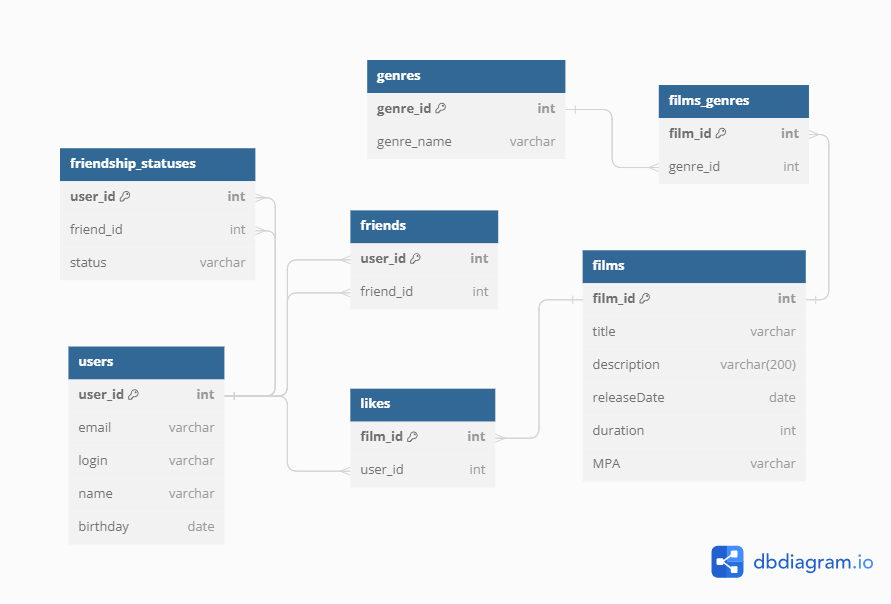 genres
genre_id int
genre_name varchar
films_genres
film_id int
genre_id int
friendship_statuses
user_id int
friend_id int
status varchar
friends
user_id int
friend_id int
films
film_id int
title varchar
description varchar(200)
releaseDate date
duration int
MPA varchar
users
user_id int
email varchar
login varchar
name varchar
birthday date
likes
film_id int
user_id int
dbdiagram.io